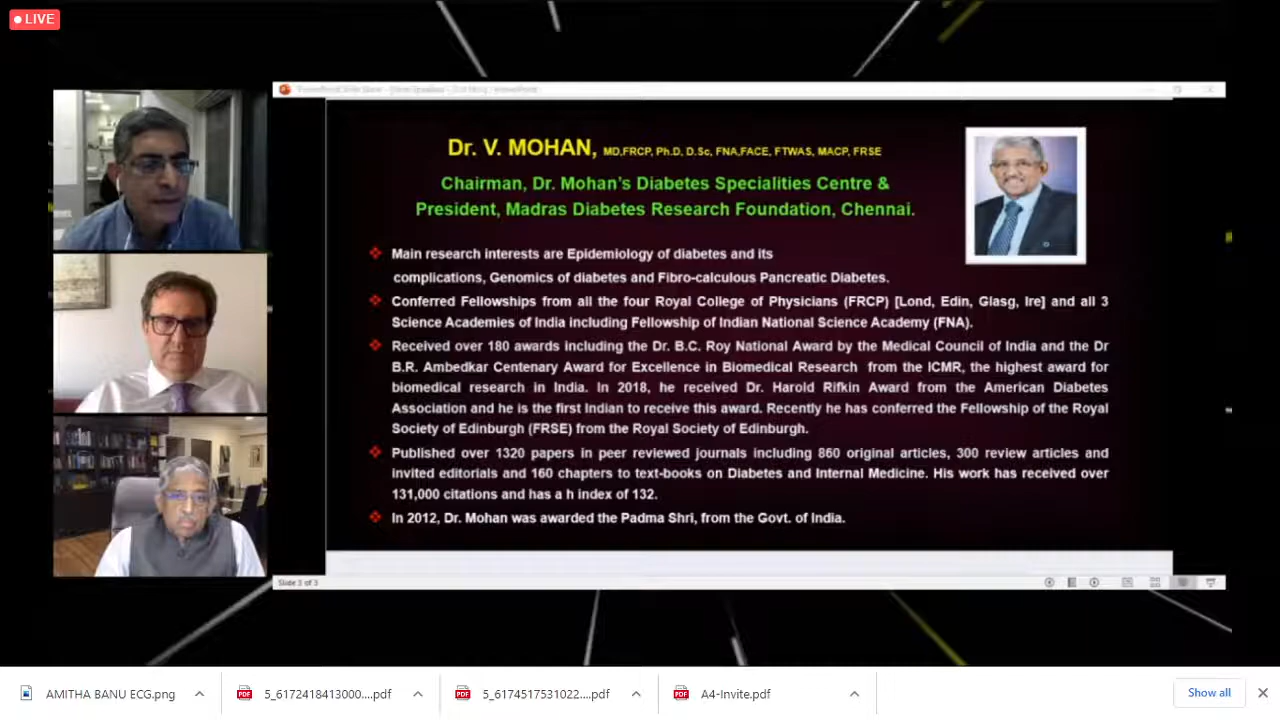 LIVE
Dr. V. MOHAN, MD,FRCP, Ph.D, D.Sc, FNA,FACE, FTWAS, MACP, FRSE
Chairman, Dr. Mohan's Diabetes Specialities Centre &
President, Madras Diabetes Research Foundation, Chennai.
Main research interests are Epidemiology of diabetes and its
complications, Genomics of diabetes and Fibro-calculous Pancreatic Diabetes.
Conferred Fellowships from all the four Royal College of Physicians (FRCP) [Lond, Edin, Glasg, Ire] and all 3
Science Academies of India including Fellowship of Indian National Science Academy (FNA).
Received over 180 awards including the Dr. B.C. Roy National Award by the Medical Council of India and the Dr
B.R. Ambedkar Centenary Award for Excellence in Biomedical Research from the ICMR, the highest award for
biomedical research in India. In 2018, he received Dr. Harold Rifkin Award from the American Diabetes
Association and he is the first Indian to receive this award. Recently he has conferred the Fellowship of the Royal
Society of Edinburgh (FRSE) from the Royal Society of Edinburgh.
Published over 1320 papers in peer reviewed journals including 860 original articles, 300 review articles and
invited editorials and 160 chapters to text-books on Diabetes and Internal Medicine. His work has received over
131,000 citations and has a h index of 132.
In 2012, Dr. Mohan was awarded the Padma Shri, from the Govt. of India.
Slide 3 of 3
AMITHA BANU ECG.png
5_6172418413000....pdf
5_6174517531022....pdf
A4-Invite.pdf
Show all